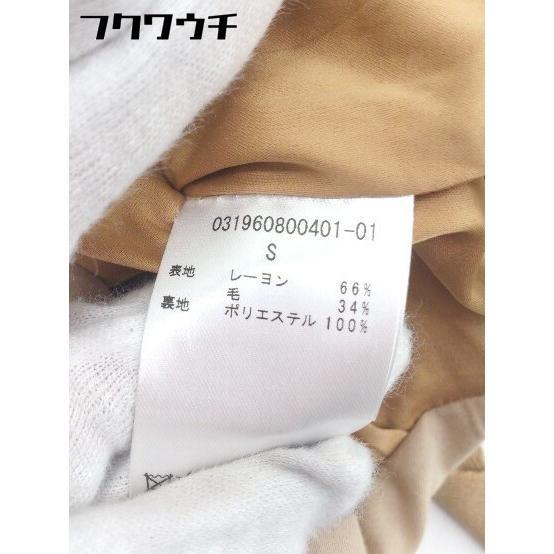 フクワウチ
031960800401-01
S
表地 レーヨン 66%
毛 34%
裏地 ポリエステル 100%